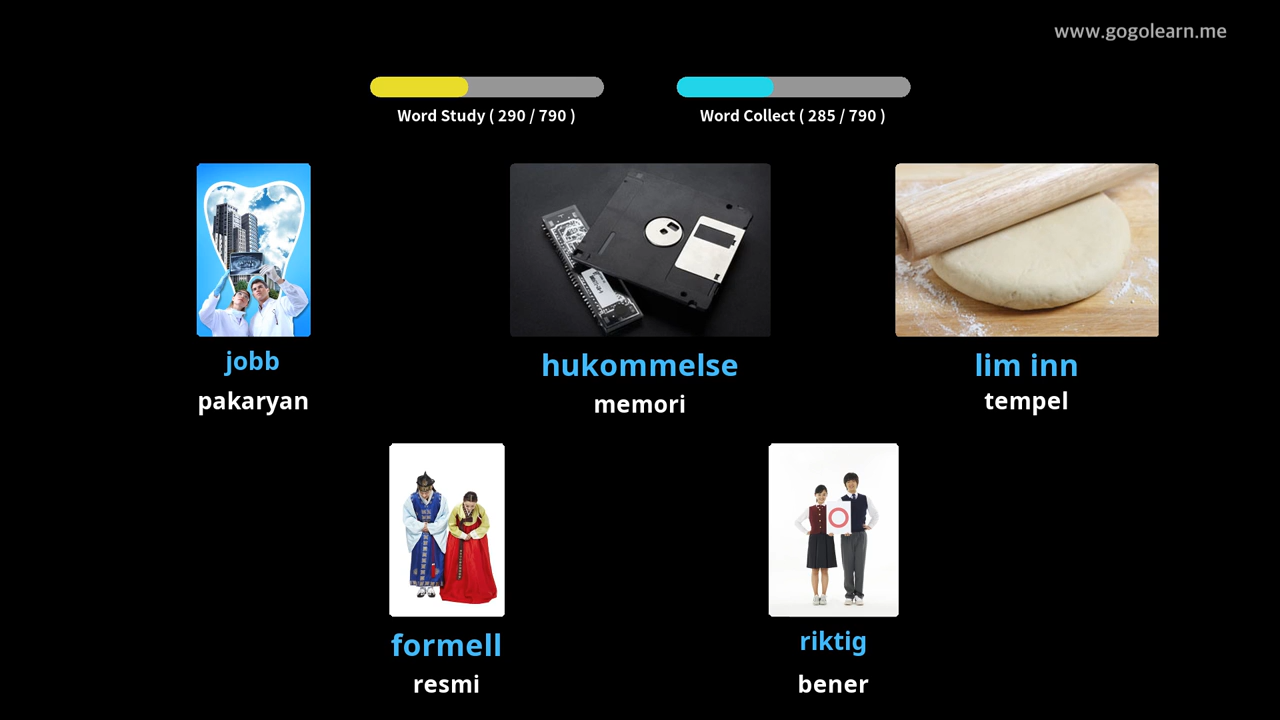 www.gogolearn.me
Word Study ( 290 / 790 )
Word Collect ( 285 / 790 )
jobb
pakaryan
hukommelse
memori
lim inn
tempel
formell
resmi
riktig
bener